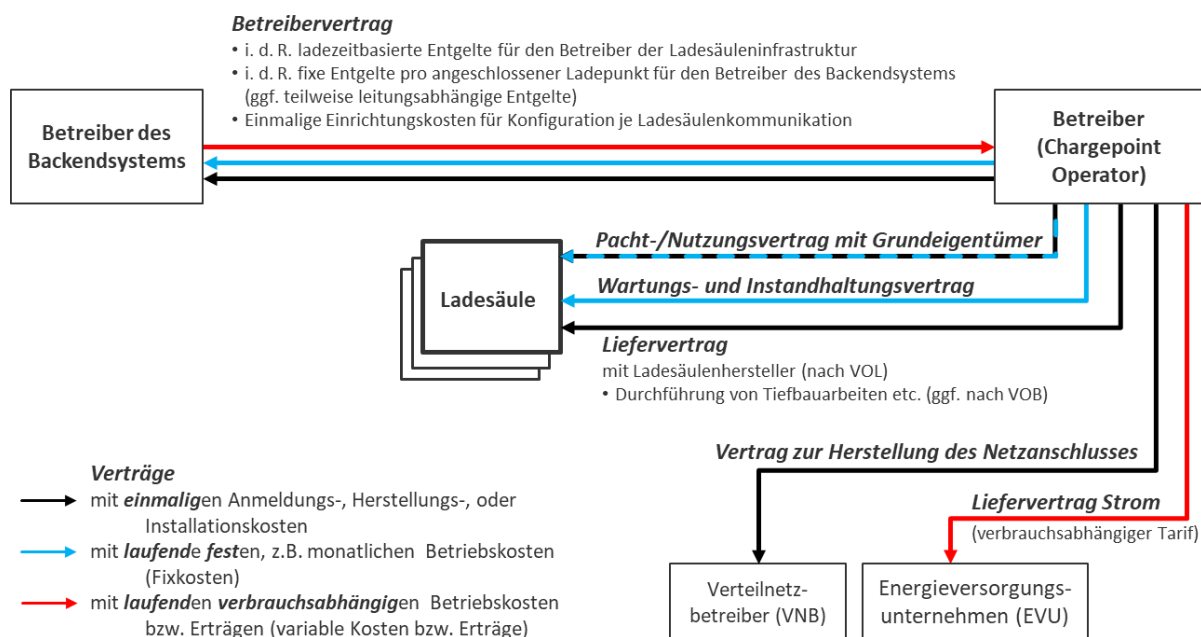 Betreibervertrag
• i. d. R. ladezeitbasierte Entgelte für den Betreiber der Ladesäuleninfrastruktur
• i. d. R. fixe Entgelte pro angeschlossener Ladepunkt für den Betreiber des Backendsystems
(ggf. teilweise leitungsabhängige Entgelte)
• Einmalige Einrichtungskosten für Konfiguration je Ladesäulenkommunikation
Betreiber des
Backendsystems
Betreiber
(Chargepoint
Operator)
Pacht-/Nutzungsvertrag mit Grundeigentümer
Wartungs- und Instandhaltungsvertrag
Ladesäule
Liefervertrag
mit Ladesäulenhersteller (nach VOL)
• Durchführung von Tiefbauarbeiten etc. (ggf. nach VOB)
Vertrag zur Herstellung des Netzanschlusses
Liefervertrag Strom
(verbrauchsabhängiger Tarif)
Verteilnetz-
betreiber (VNB)
Energieversorgungs-
unternehmen (EVU)
Verträge
mit einmaligen Anmeldungs-, Herstellungs-, oder
Installationskosten
mit laufende festen, z.B. monatlichen Betriebskosten
(Fixkosten)
mit laufenden verbrauchsabhängigen Betriebskosten
bzw. Erträgen (variable Kosten bzw. Erträge)